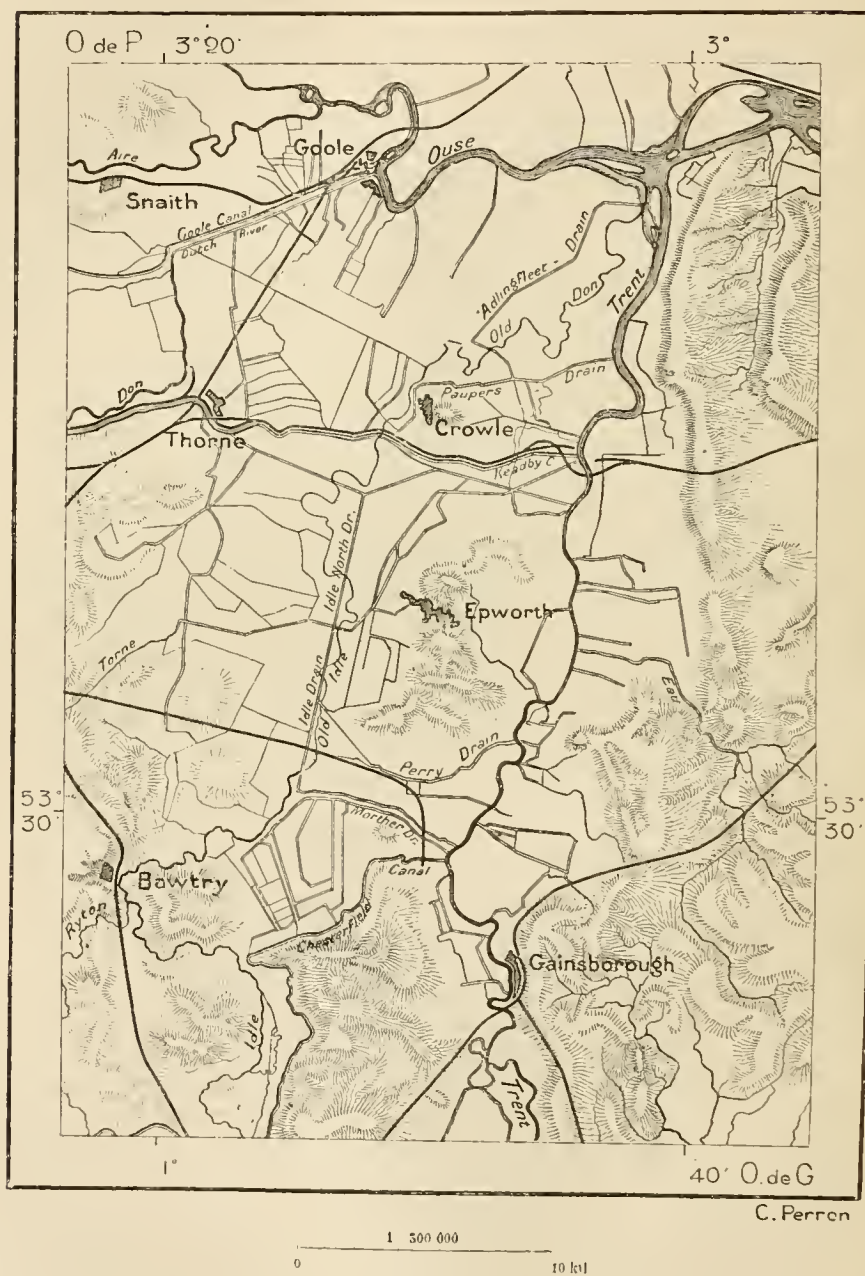 O de P 3° 20' 3°
Goole
Ouse
Aire
Snaith
Goole Canal
Dutch River
Adlingfleet - Drain
Old Don
Trent
Don
Paupers Drain
Crowle
Thorne
Keadby C.
Idle North Dr.
Epworth
Torne
Idle Drain
Old Idle
Eau
Perry Drain
53° 30'
53° 30'
Morther Dr.
Canal
Bawtry
Ryton
Chesterfield
Gainsborough
Idle
Trent
1° 40' O. de G
C. Perron
1 300 000
0 10 kil